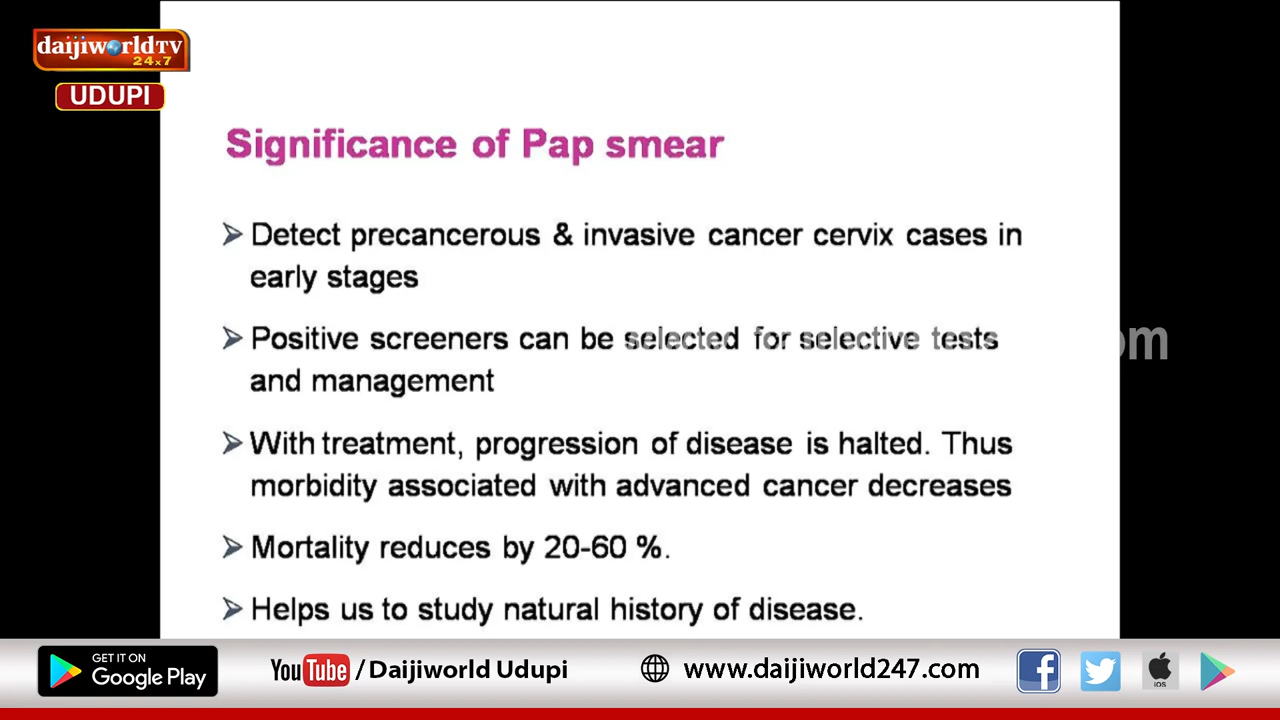 daijiworldTV
24x7
UDUPI
Significance of Pap smear
Detect precancerous & invasive cancer cervix cases in
early stages
Positive screeners can be selected for selective tests
and management
With treatment, progression of disease is halted. Thus
morbidity associated with advanced cancer decreases
Mortality reduces by 20-60 %.
Helps us to study natural history of disease.
GET IT ON
Google Play
YouTube / Daijiworld Udupi
www.daijiworld247.com
iOS